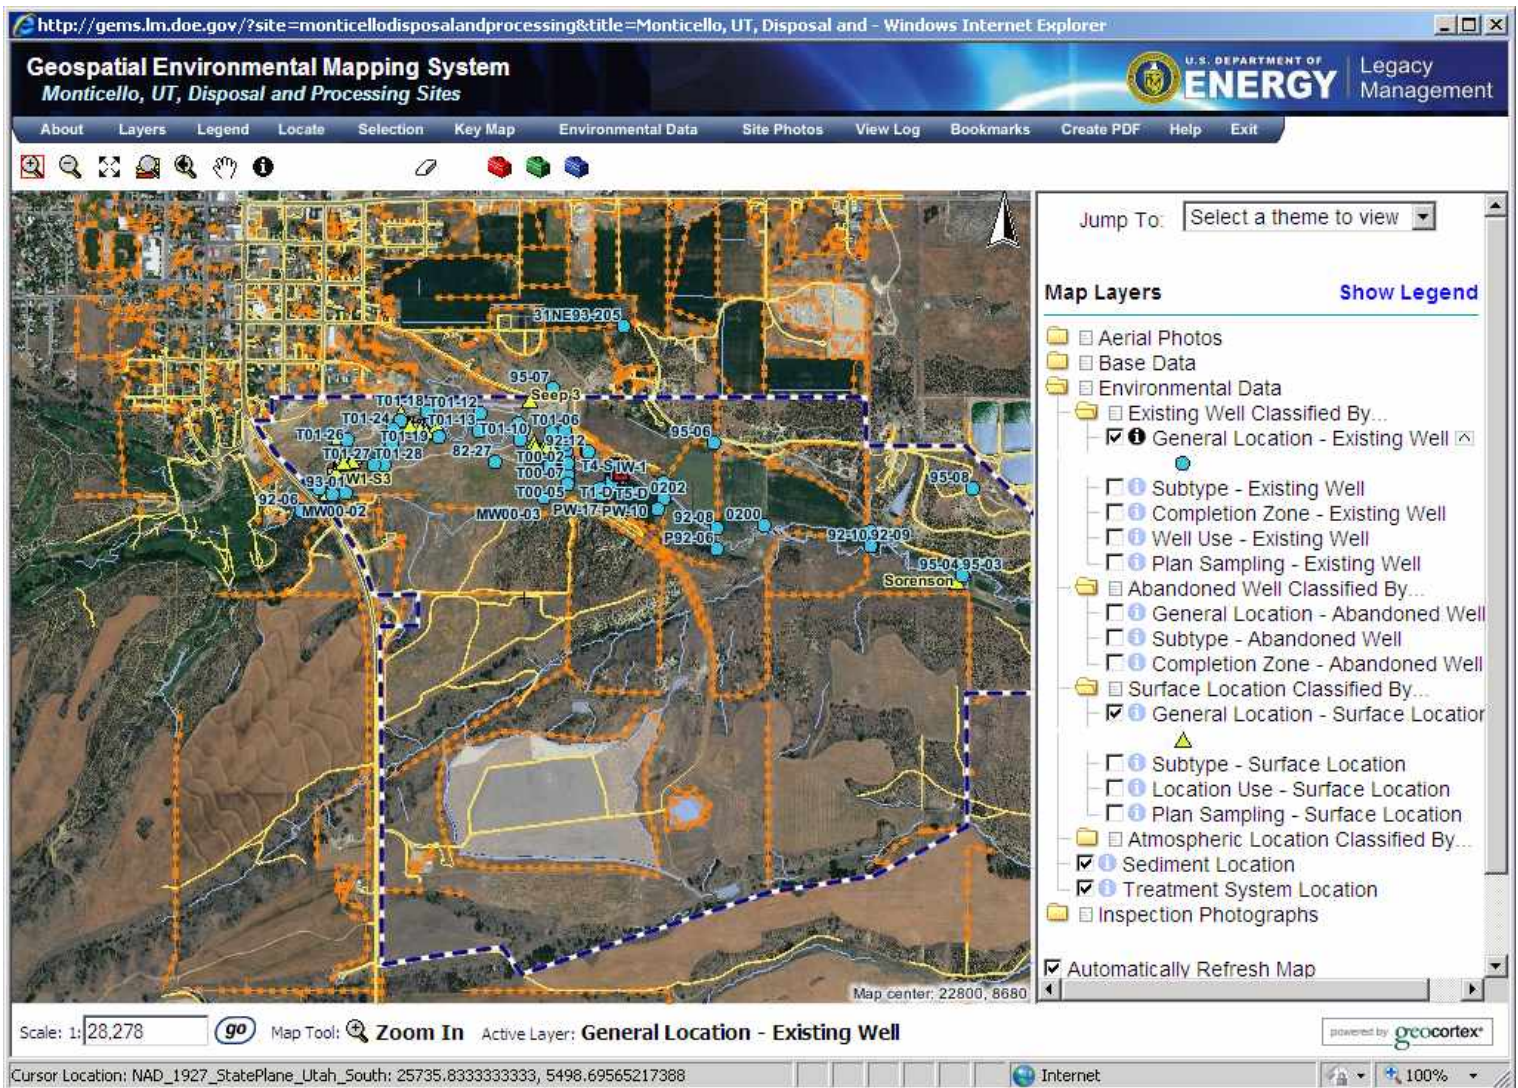 http://gems.lm.doe.gov/?site=monticellodisposalandprocessing&title=Monticello, UT, Disposal and - Windows Internet Explorer
Geospatial Environmental Mapping System
Monticello, UT, Disposal and Processing Sites
U.S. DEPARTMENT OF
ENERGY
Legacy
Management
About Layers Legend Locate Selection Key Map Environmental Data Site Photos View Log Bookmarks Create PDF Help Exit
31NE93-205
95-07
Seep 3
T01-18 T01-12
T01-24 T01-13 T01-06
T01-26 T01-19 T01-10 92-12 95-06
T01-27 T01-28 82-27 T00-02 T4-S IW-1
W1-S3 T00-07
93-01 T00-05 T1-D T5-D 0202 95-08
92-06 MW00-02 MW00-03 PW-17 PW-10 92-08 0200
P92-06 92-10 92-09
95-04 95-03
Sorenson
Map center: 22800, 8680
Jump To: Select a theme to view
Map Layers Show Legend
Aerial Photos
Base Data
Environmental Data
Existing Well Classified By...
General Location - Existing Well
Subtype - Existing Well
Completion Zone - Existing Well
Well Use - Existing Well
Plan Sampling - Existing Well
Abandoned Well Classified By...
General Location - Abandoned Well
Subtype - Abandoned Well
Completion Zone - Abandoned Well
Surface Location Classified By...
General Location - Surface Location
Subtype - Surface Location
Location Use - Surface Location
Plan Sampling - Surface Location
Atmospheric Location Classified By...
Sediment Location
Treatment System Location
Inspection Photographs
Automatically Refresh Map
Scale: 1: 28,278 go Map Tool: Zoom In Active Layer: General Location - Existing Well
powered by geocortex
Cursor Location: NAD_1927_StatePlane_Utah_South: 25735.8333333333, 5498.69565217388 Internet 100%